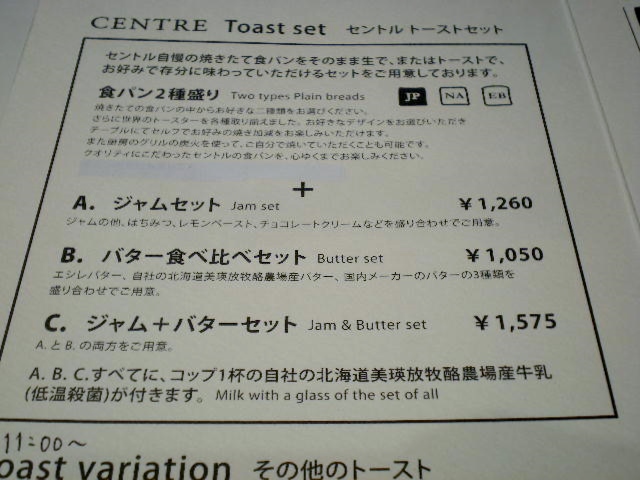 CENTRE Toast set セントル トーストセット
セントル自慢の焼きたて食パンをそのまま生で、またはトーストで、
お好みで存分に味わっていただけるセットをご用意しております。
食パン2種盛り Two types Plain breads JP NA EB
焼きたての食パンの中からお好きな二種類をお選びください。
さらに世界のトースターを各種取り揃えました。お好きなデザインをお選びいただき
テーブルにてセルフでお好みの焼き加減をお楽しみいただけます。
また厨房のグリルの炭火を使って、ご自分で焼いていただくことも可能です。
クオリティにこだわったセントルの食パンを、心ゆくまでお楽しみください。
+
A. ジャムセット Jam set ¥1,260
ジャムの他、はちみつ、レモンペースト、チョコレートクリームなどを盛り合わせでご用意。
B. バター食べ比べセット Butter set ¥1,050
エシレバター、自社の北海道美瑛放牧酪農場産バター、国内メーカーのバターの3種類を
盛り合わせでご用意。
C. ジャム+バターセット Jam & Butter set ¥1,575
A.とB.の両方をご用意。
A. B. C.すべてに、コップ1杯の自社の北海道美瑛放牧酪農場産牛乳
(低温殺菌)が付きます。 Milk with a glass of the set of all
11:00〜
oast variation その他のトースト